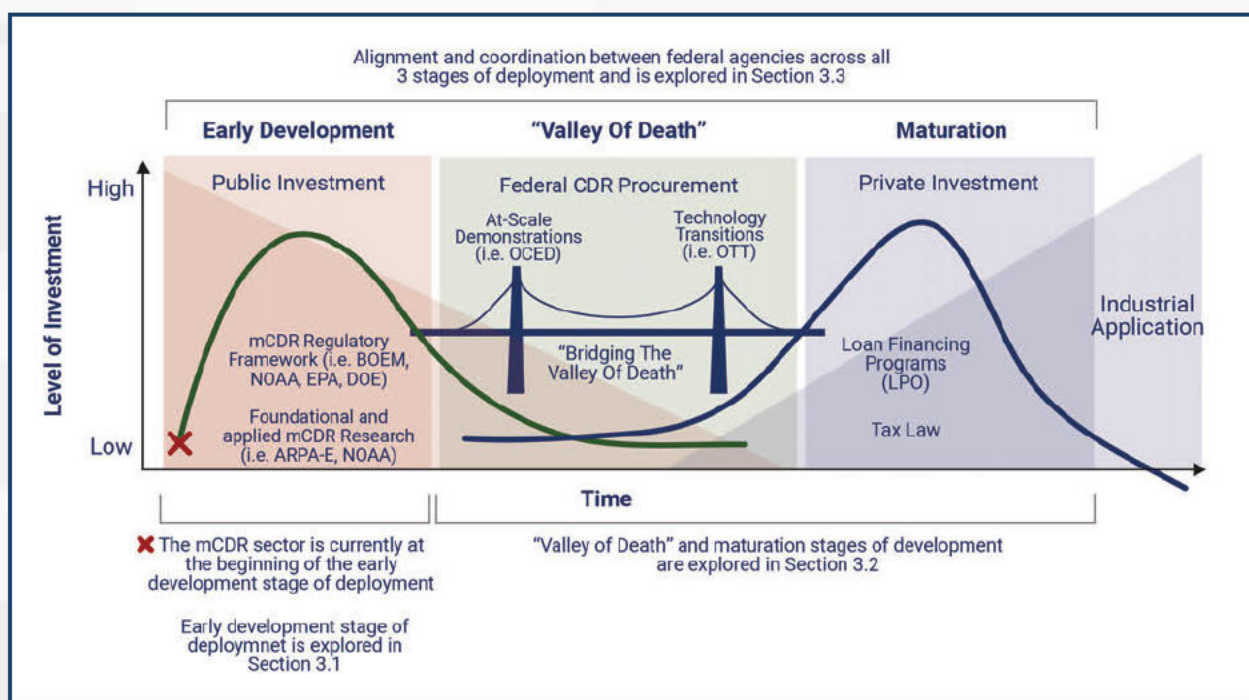 Alignment and coordination between federal agencies across all
3 stages of deployment and is explored in Section 3.3
Early Development
"Valley Of Death"
Maturation
High
Level of Investment
Low
Public Investment
mCDR Regulatory
Framework (i.e. BOEM,
NOAA, EPA, DOE)
Foundational and
applied mCDR Research
(i.e. ARPA-E, NOAA)
Federal CDR Procurement
At-Scale
Demonstrations
(i.e. OCED)
Technology
Transitions
(i.e. OTT)
"Bridging The
Valley Of Death"
Private Investment
Loan Financing
Programs
(LPO)
Tax Law
Industrial
Application
Time
The mCDR sector is currently at
the beginning of the early
development stage of deployment
Early development stage of
deploymnet is explored in
Section 3.1
"Valley of Death" and maturation stages of development
are explored in Section 3.2